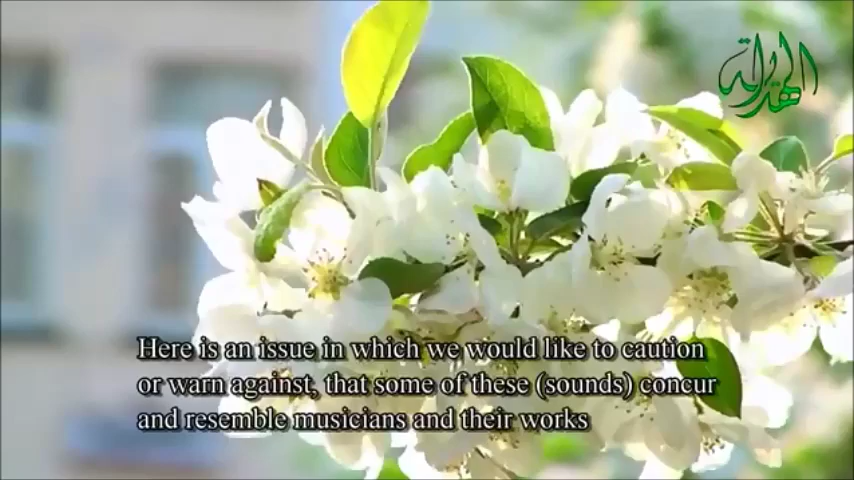 الهداية
Here is an issue in which we would like to caution
or warn against, that some of these (sounds) concur
and resemble musicians and their works